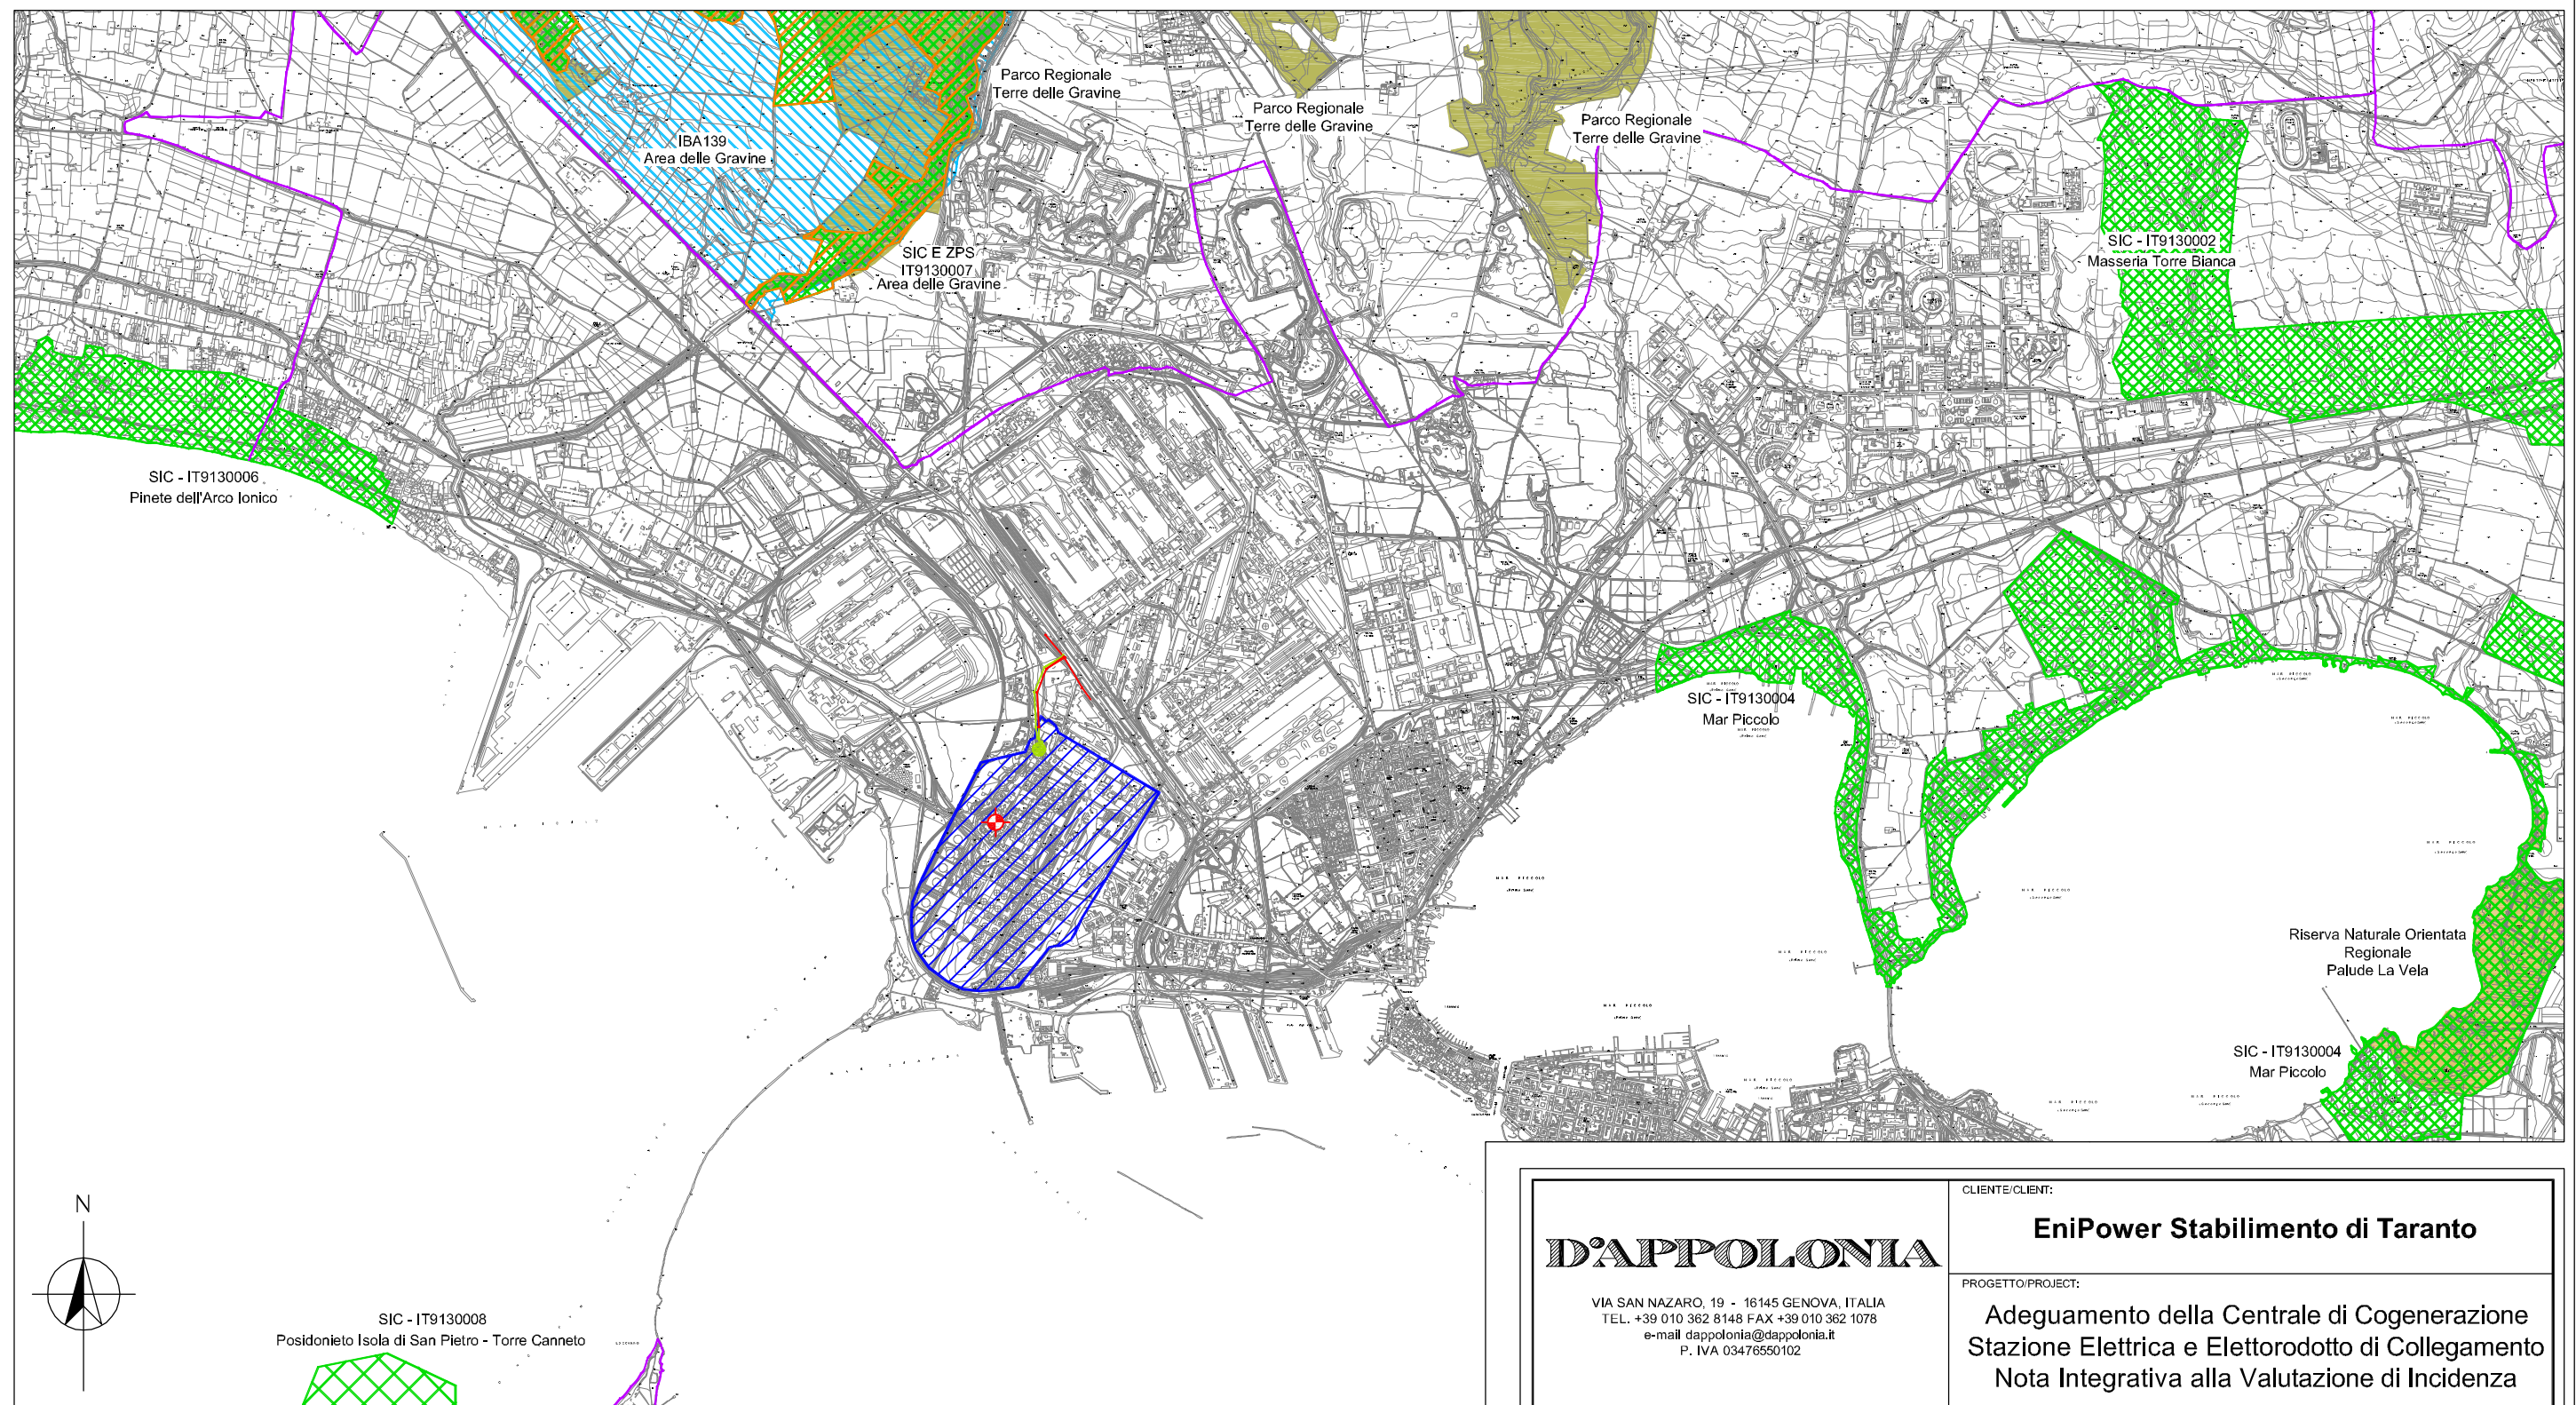 Parco Regionale
Terre delle Gravine
Parco Regionale
Terre delle Gravine
Parco Regionale
Terre delle Gravine
IBA139
Area delle Gravine
SIC E ZPS
IT9130007
Area delle Gravine
SIC - IT9130002
Masseria Torre Bianca
SIC - IT9130006
Pinete dell'Arco Ionico
SIC - IT9130004
Mar Piccolo
Riserva Naturale Orientata
Regionale
Palude La Vela
SIC - IT9130004
Mar Piccolo
N
SIC - IT9130008
Posidonieto Isola di San Pietro - Torre Canneto
D'APPOLONIA
VIA SAN NAZARO, 19 - 16145 GENOVA, ITALIA
TEL. +39 010 362 8148 FAX +39 010 362 1078
e-mail dappolonia@dappolonia.it
P. IVA 03476550102
CLIENTE/CLIENT:
EniPower Stabilimento di Taranto
PROGETTO/PROJECT:
Adeguamento della Centrale di Cogenerazione
Stazione Elettrica e Elettorodotto di Collegamento
Nota Integrativa alla Valutazione di Incidenza